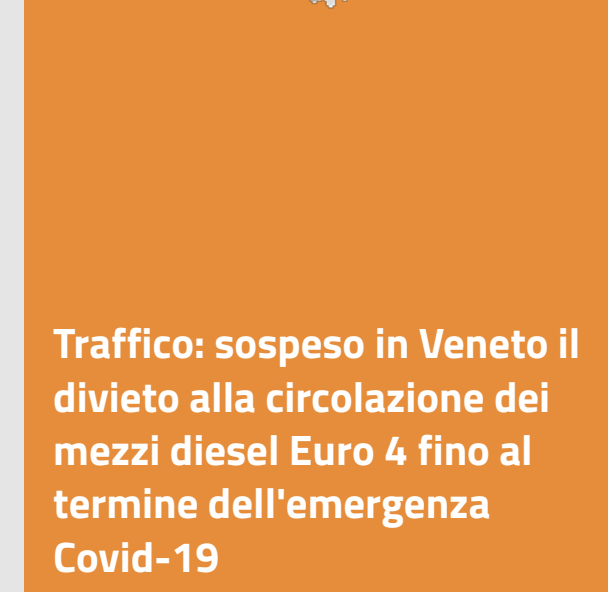 Traffico: sospeso in Veneto il
divieto alla circolazione dei
mezzi diesel Euro 4 fino al
termine dell'emergenza
Covid-19